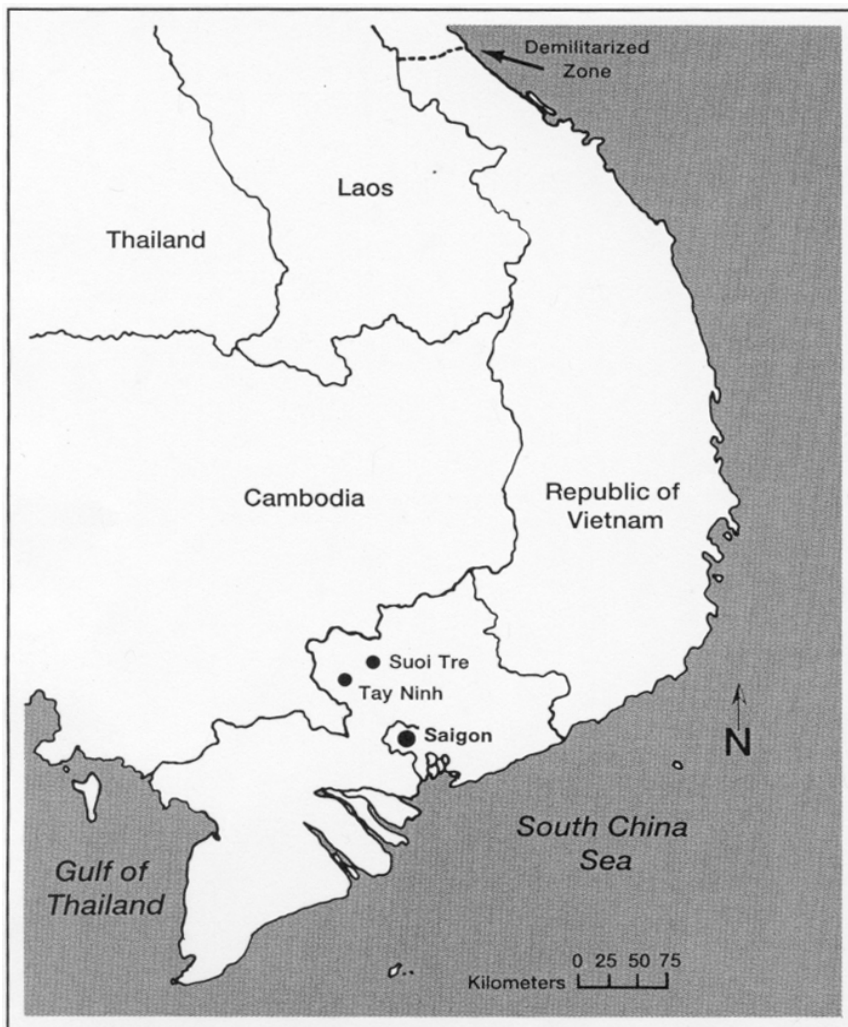 Demilitarized
Zone
Laos
Thailand
Cambodia
Republic of
Vietnam
Suoi Tre
Tay Ninh
Saigon
N
South China
Sea
Gulf of
Thailand
0 25 50 75
Kilometers